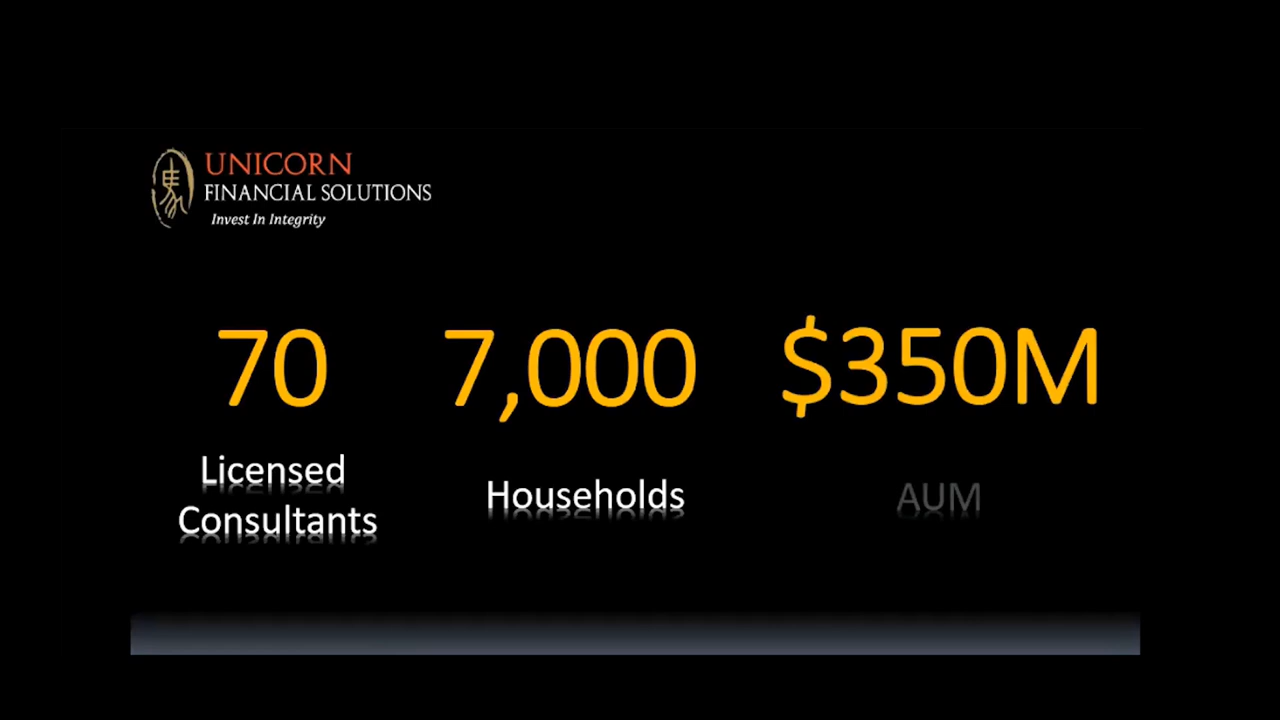 UNICORN
FINANCIAL SOLUTIONS
Invest In Integrity
70
7,000
$350M
Licensed
Consultants
Households
AUM